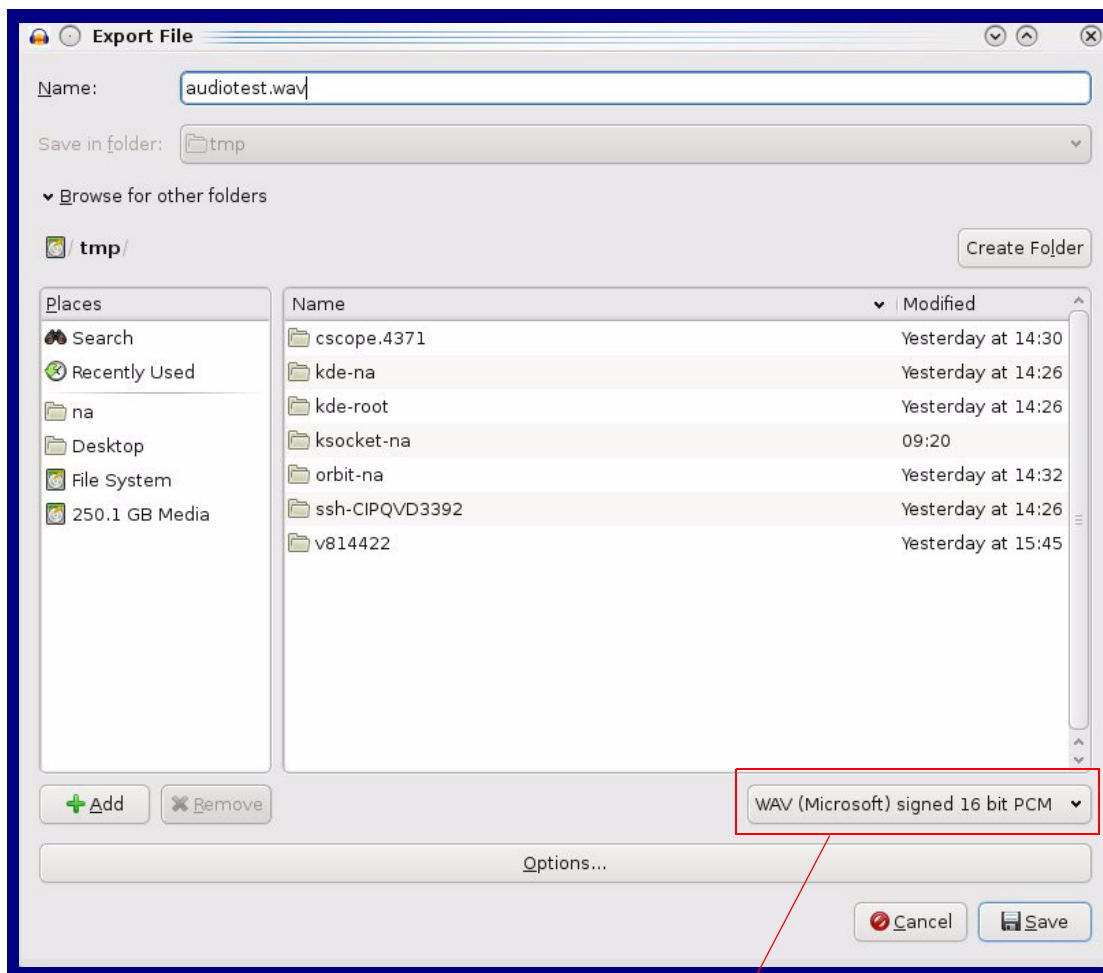 Export File
Name: audiotest.wav
Save in folder: tmp
Browse for other folders
/ tmp /
Create Folder
Places
Search
Recently Used
na
Desktop
File System
250.1 GB Media
Name Modified
cscope.4371 Yesterday at 14:30
kde-na Yesterday at 14:26
kde-root Yesterday at 14:26
ksocket-na 09:20
orbit-na Yesterday at 14:32
ssh-CIPQVD3392 Yesterday at 14:26
v814422 Yesterday at 15:45
Add Remove
WAV (Microsoft) signed 16 bit PCM
Options...
Cancel Save